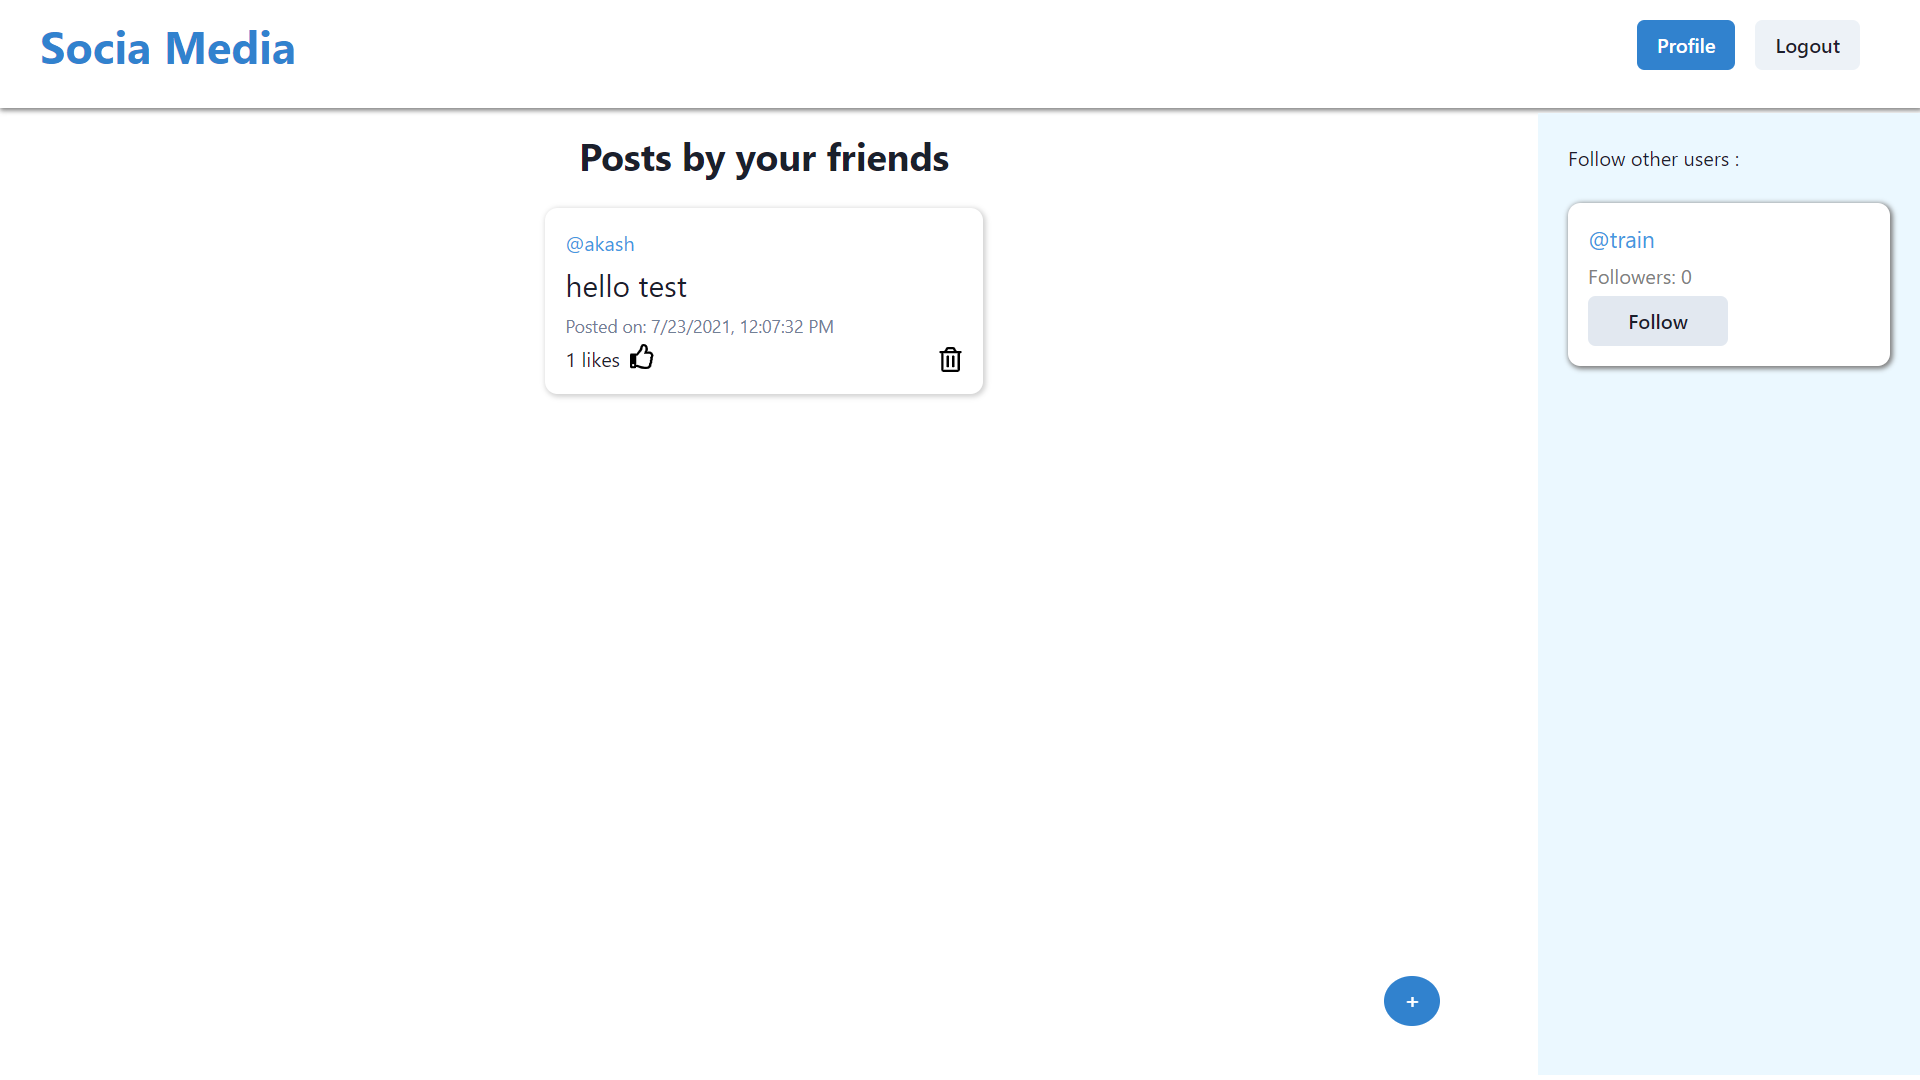 Socia Media
Profile
Logout
Posts by your friends
@akash
hello test
Posted on: 7/23/2021, 12:07:32 PM
1 likes
Follow other users :
@train
Followers: 0
Follow
+